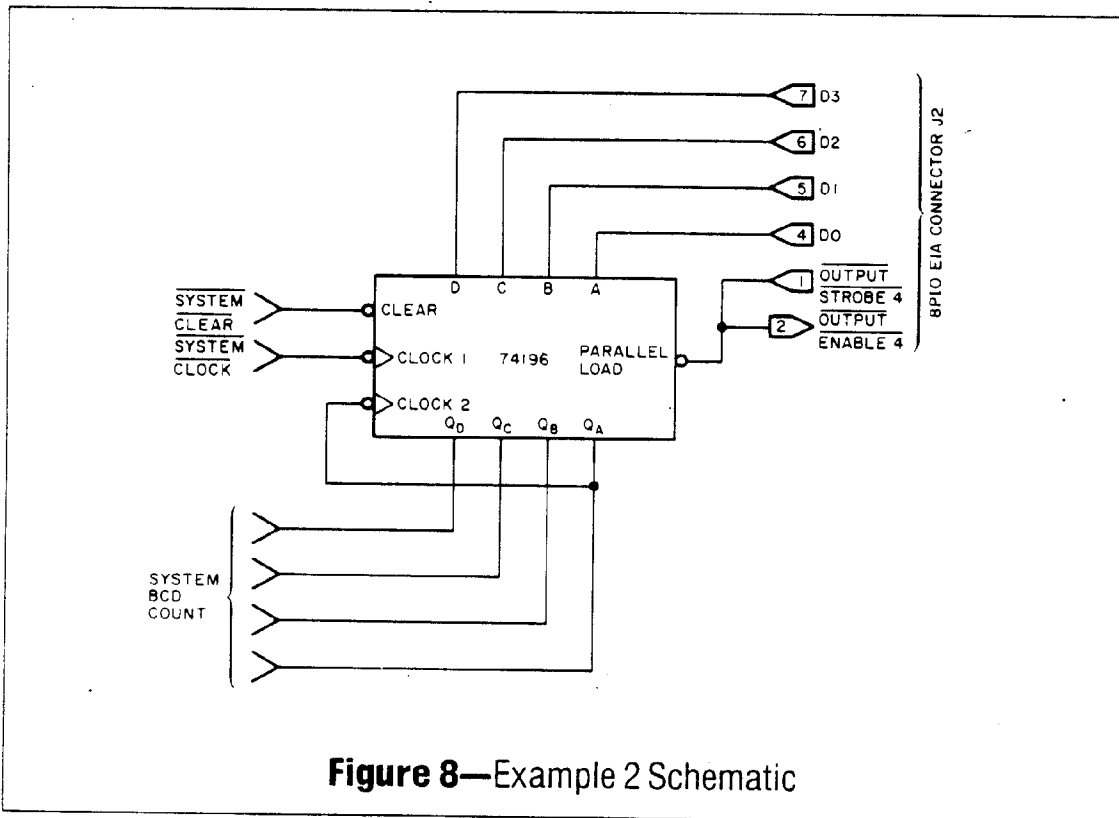 7 D3
6 D2
5 D1
4 D0
1 OUTPUT
STROBE 4
2 OUTPUT
ENABLE 4
8PIO EIA CONNECTOR J2
D C B A
SYSTEM
CLEAR
CLEAR
SYSTEM
CLOCK
CLOCK 1
74196
PARALLEL
LOAD
CLOCK 2
QD QC QB QA
SYSTEM
BCD
COUNT
Figure 8—Example 2 Schematic